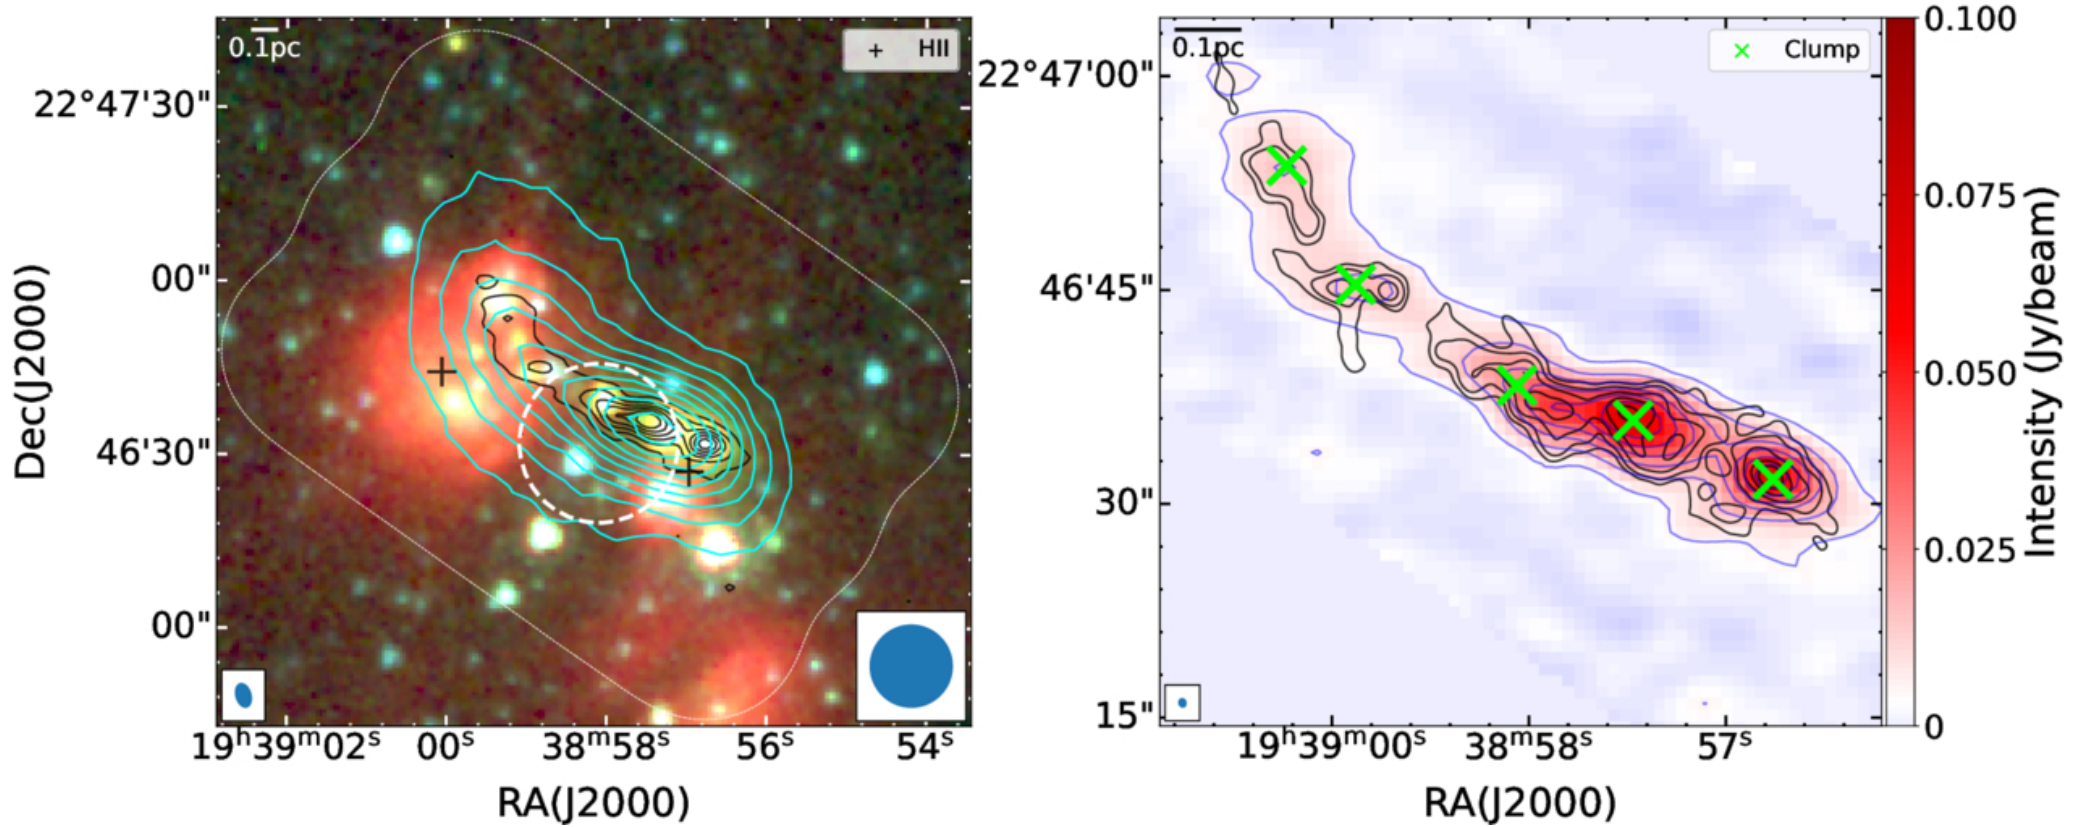 0.1pc
+ HII
22°47'30"
00"
46'30"
00"
Dec(J2000)
19ʰ39ᵐ02ˢ 00ˢ 38ᵐ58ˢ 56ˢ 54ˢ
RA(J2000)
0.1pc
× Clump
22°47'00"
46'45"
30"
15"
19ʰ39ᵐ00ˢ 38ᵐ58ˢ 57ˢ
RA(J2000)
0.100
0.075
0.050
0.025
0
Intensity (Jy/beam)